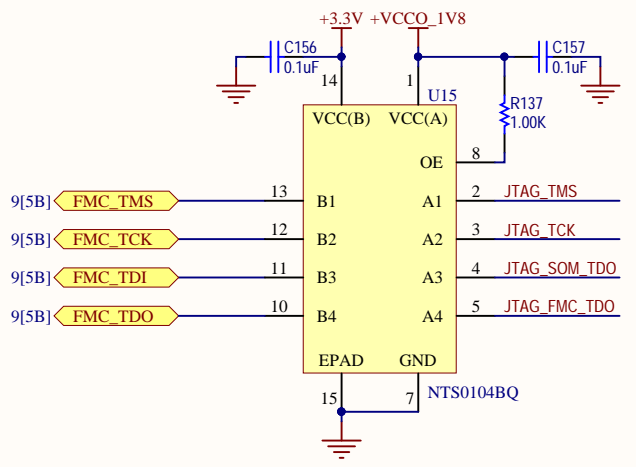 +3.3V +VCCO_1V8
C156
0.1uF
C157
0.1uF
14
1
U15
R137
1.00K
VCC(B) VCC(A)
OE 8
9[5B] FMC_TMS 13 B1 A1 2 JTAG_TMS
9[5B] FMC_TCK 12 B2 A2 3 JTAG_TCK
9[5B] FMC_TDI 11 B3 A3 4 JTAG_SOM_TDO
9[5B] FMC_TDO 10 B4 A4 5 JTAG_FMC_TDO
EPAD GND
15 7 NTS0104BQ